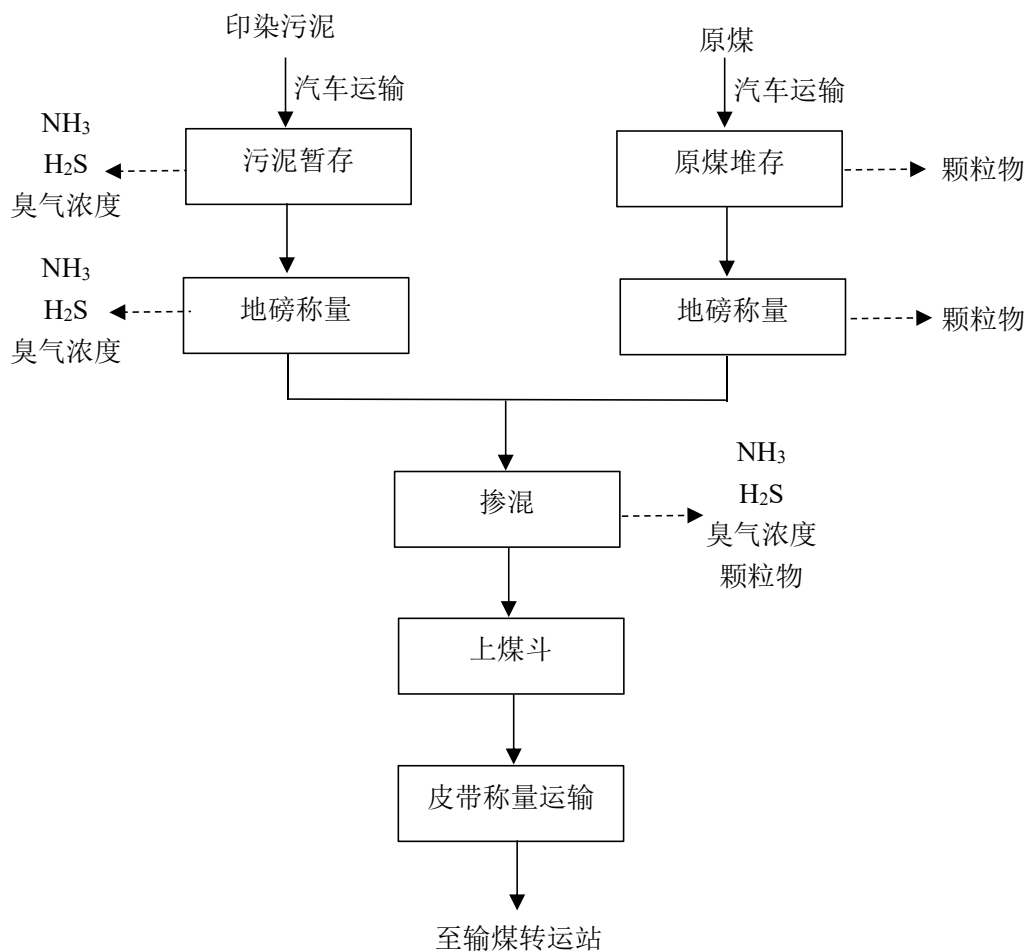 印染污泥
原煤
汽车运输
汽车运输
NH₃
H₂S
臭气浓度
污泥暂存
原煤堆存
颗粒物
NH₃
H₂S
臭气浓度
地磅称量
地磅称量
颗粒物
掺混
NH₃
H₂S
臭气浓度
颗粒物
上煤斗
皮带称量运输
至输煤转运站